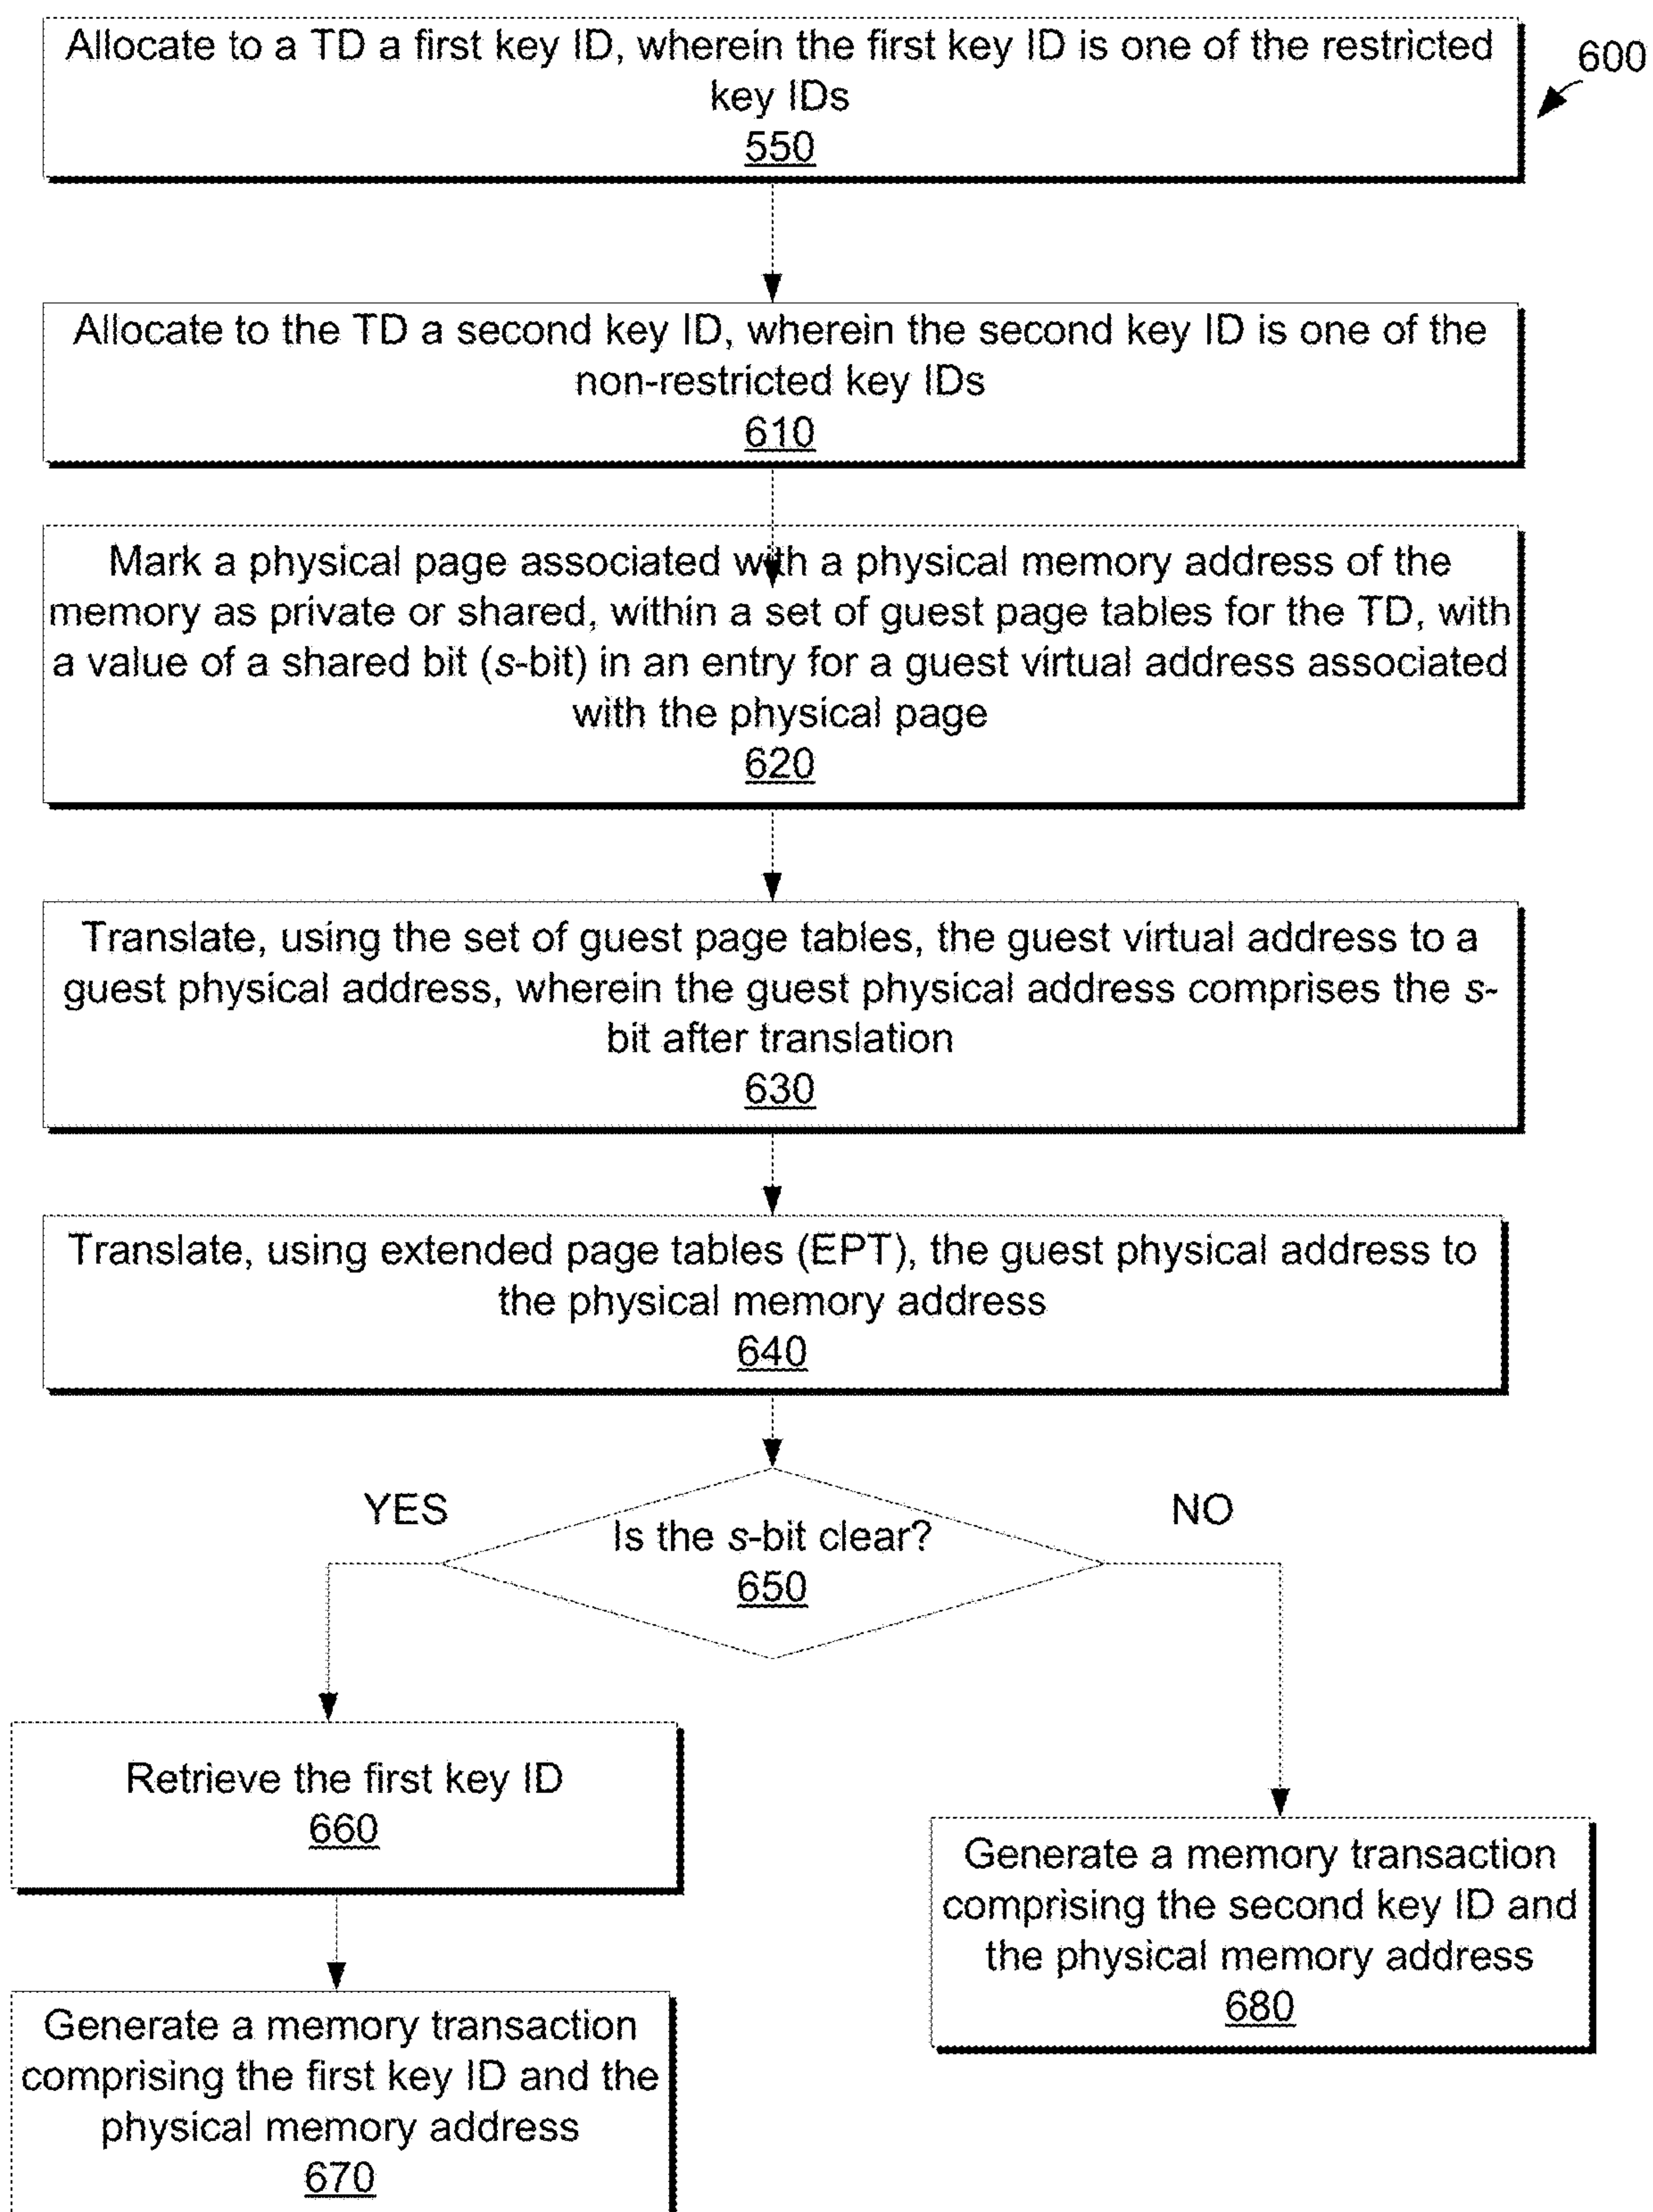 Allocate to a TD a first key ID, wherein the first key ID is one of the restricted
key IDs
550
600
Allocate to the TD a second key ID, wherein the second key ID is one of the
non-restricted key IDs
610
Mark a physical page associated with a physical memory address of the
memory as private or shared, within a set of guest page tables for the TD, with
a value of a shared bit (s-bit) in an entry for a guest virtual address associated
with the physical page
620
Translate, using the set of guest page tables, the guest virtual address to a
guest physical address, wherein the guest physical address comprises the s-
bit after translation
630
Translate, using extended page tables (EPT), the guest physical address to
the physical memory address
640
YES
NO
Is the s-bit clear?
650
Retrieve the first key ID
660
Generate a memory transaction
comprising the second key ID and
the physical memory address
680
Generate a memory transaction
comprising the first key ID and the
physical memory address
670